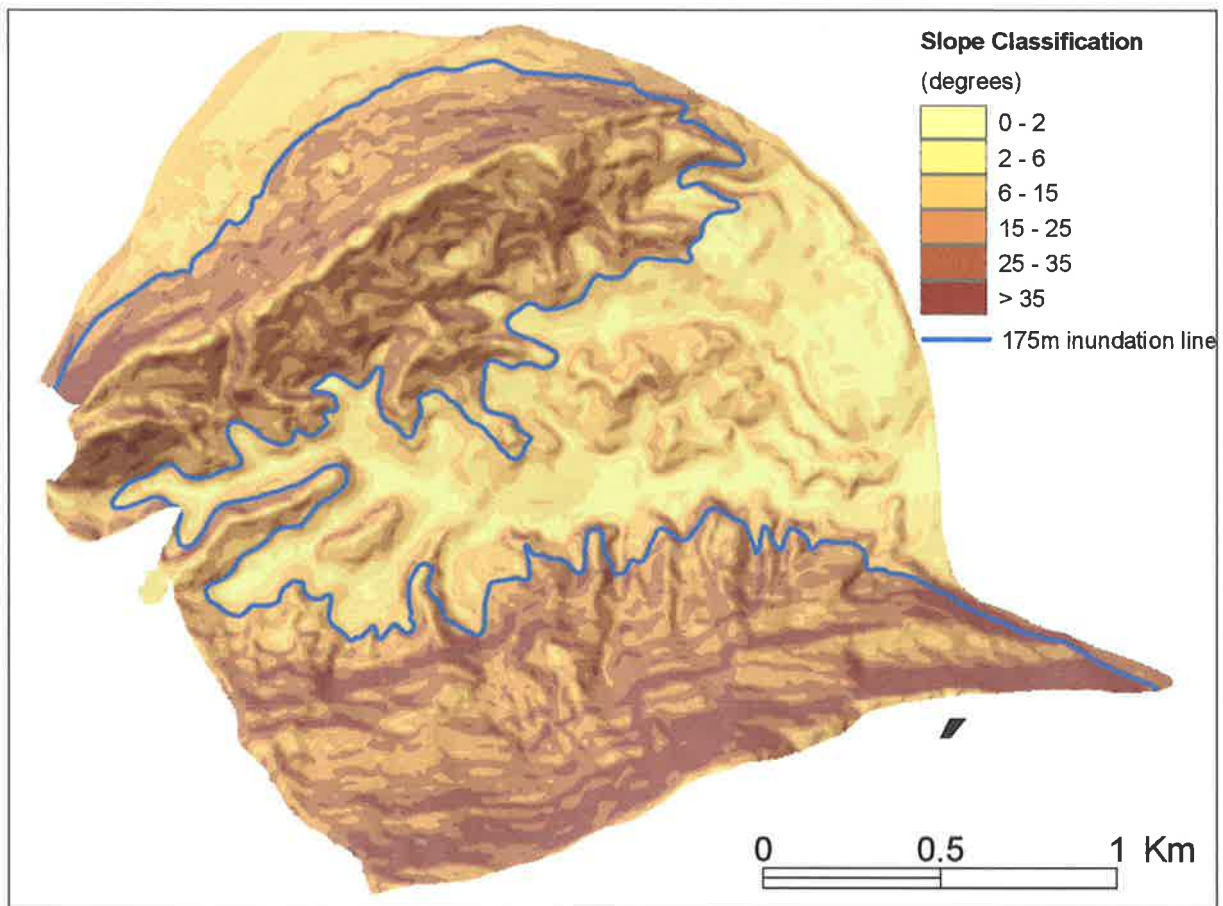 Slope Classification
(degrees)
0 - 2
2 - 6
6 - 15
15 - 25
25 - 35
> 35
175m inundation line
0 0.5 1 Km